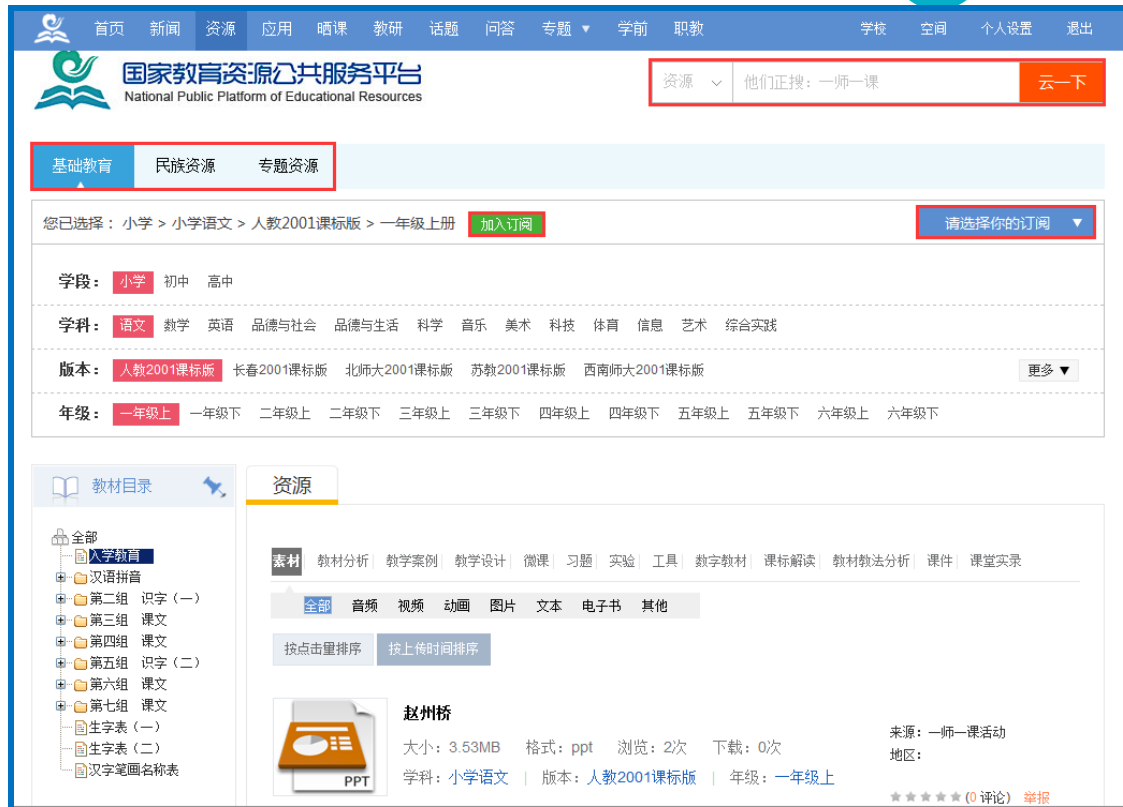 首页 新闻 资源 应用 晒课 教研 话题 问答 专题 ▼ 学前 职教 学校 空间 个人设置 退出
国家教育资源公共服务平台
National Public Platform of Educational Resources
资源 他们正搜：一师一课 云一下
基础教育 民族资源 专题资源
您已选择： 小学 > 小学语文 > 人教2001课标版 > 一年级上册 加入订阅 请选择你的订阅 ▼
学段： 小学 初中 高中
学科： 语文 数学 英语 品德与社会 品德与生活 科学 音乐 美术 科技 体育 信息 艺术 综合实践
版本： 人教2001课标版 长春2001课标版 北师大2001课标版 苏教2001课标版 西南师大2001课标版 更多 ▼
年级： 一年级上 一年级下 二年级上 二年级下 三年级上 三年级下 四年级上 四年级下 五年级上 五年级下 六年级上 六年级下
教材目录
全部
入学教育
汉语拼音
第二组 识字（一）
第三组 课文
第四组 课文
第五组 识字（二）
第六组 课文
第七组 课文
生字表（一）
生字表（二）
汉字笔画名称表
资源
素材 教材分析 教学案例 教学设计 微课 习题 实验 工具 数字教材 课标解读 教材教法分析 课件 课堂实录
全部 音频 视频 动画 图片 文本 电子书 其他
按点击量排序 按上传时间排序
PPT
赵州桥
大小：3.53MB 格式：ppt 浏览：2次 下载：0次
学科：小学语文 | 版本：人教2001课标版 | 年级：一年级上
来源：一师一课活动
地区：
★★★★★(0 评论) 举报